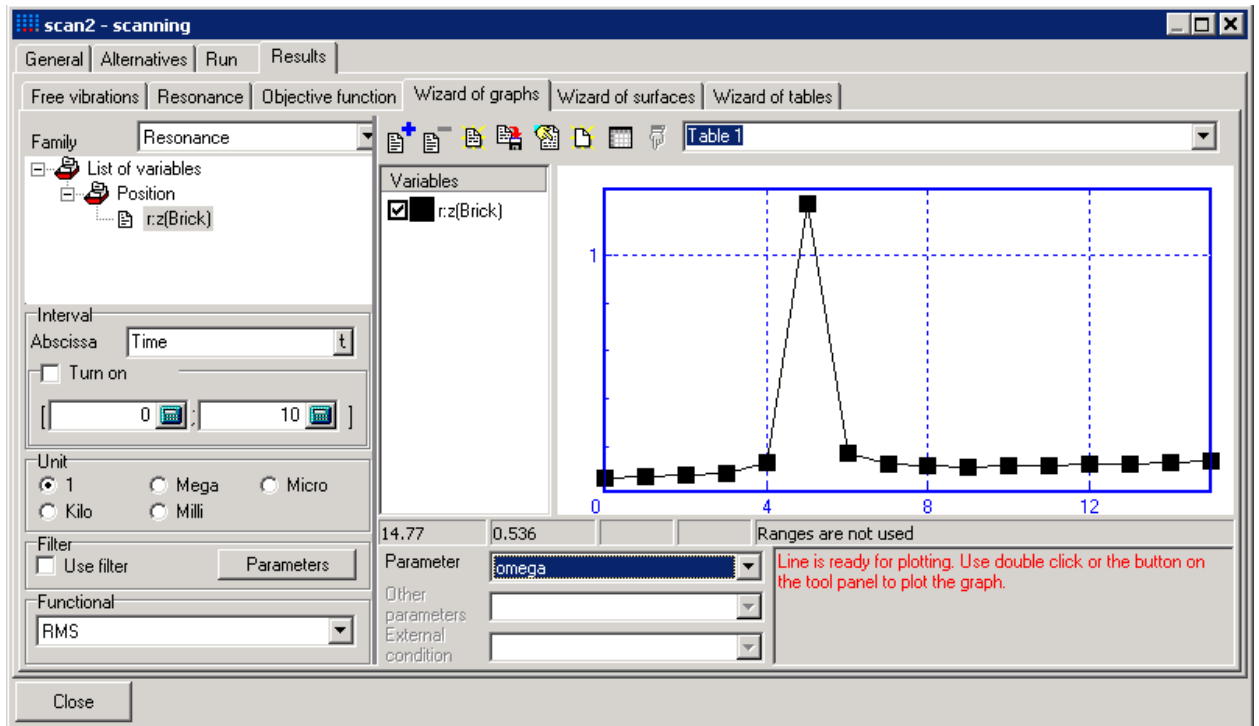 scan2 - scanning
General Alternatives Run Results
Free vibrations Resonance Objective function Wizard of graphs Wizard of surfaces Wizard of tables
Family Resonance
List of variables
Position
r:z(Brick)
Interval
Abscissa Time t
Turn on
[ 0 ; 10 ]
Unit
1 Mega Micro
Kilo Milli
Filter
Use filter Parameters
Functional
RMS
Table 1
Variables
r:z(Brick)
1
0 4 8 12
14.77 0.536 Ranges are not used
Parameter omega
Other
parameters
External
condition
Line is ready for plotting. Use double click or the button on
the tool panel to plot the graph.
Close